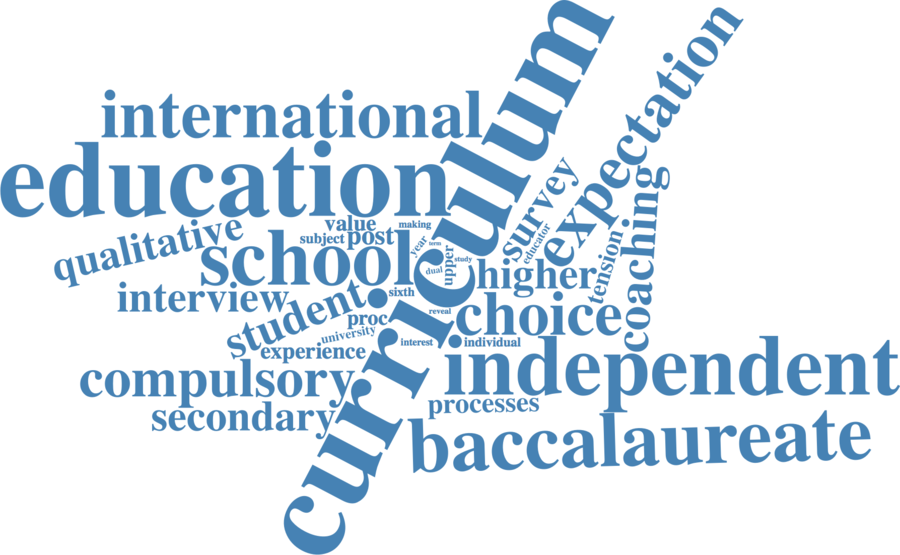 curriculum
expectation
international
education
survey
coaching
educator
qualitative
value
making
subject
post
year
term
school
upper
study
dual
higher
tension
interview
sixth
student
reveal
choice
proc
university
interest
individual
experience
independent
compulsory
processes
secondary
baccalaureate